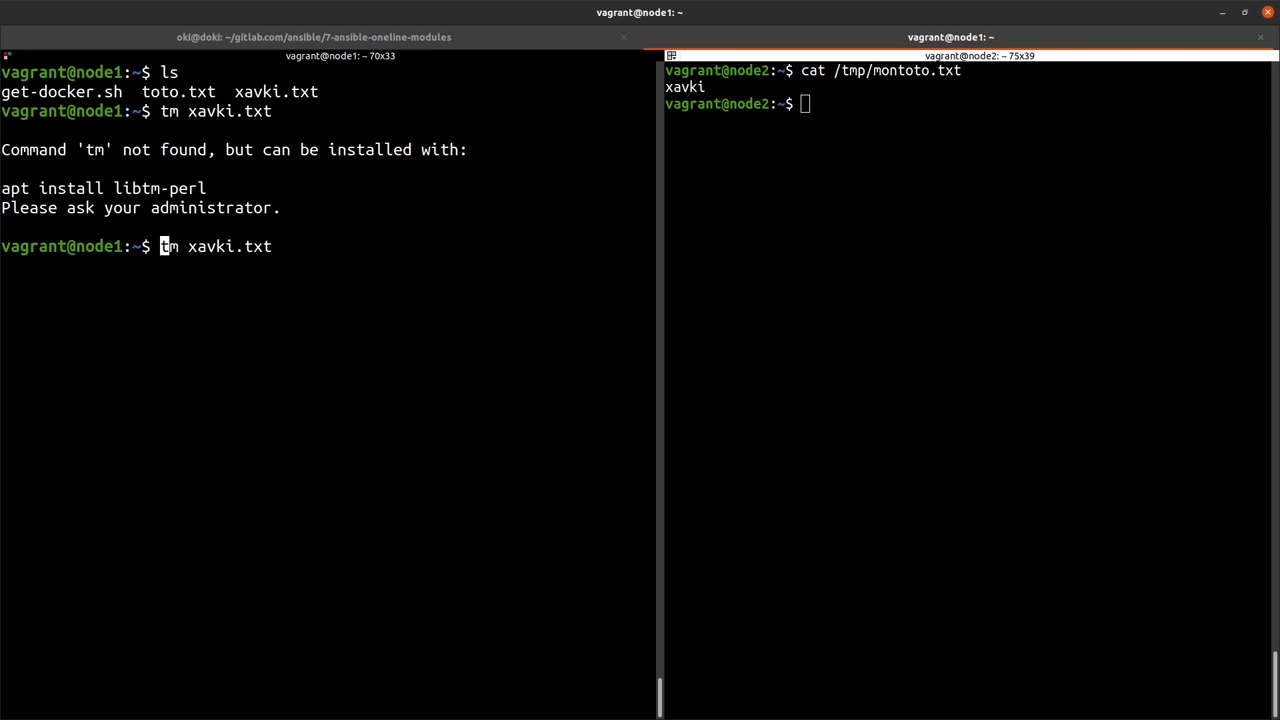 vagrant@node1: ~
oki@doki: ~/gitlab.com/ansible/7-ansible-oneline-modules
vagrant@node1: ~
vagrant@node1: ~ 70x33
vagrant@node1:~$ ls
get-docker.sh toto.txt xavki.txt
vagrant@node1:~$ tm xavki.txt
Command 'tm' not found, but can be installed with:
apt install libtm-perl
Please ask your administrator.
vagrant@node1:~$ tm xavki.txt
vagrant@node2: ~ 75x39
vagrant@node2:~$ cat /tmp/montoto.txt
xavki
vagrant@node2:~$